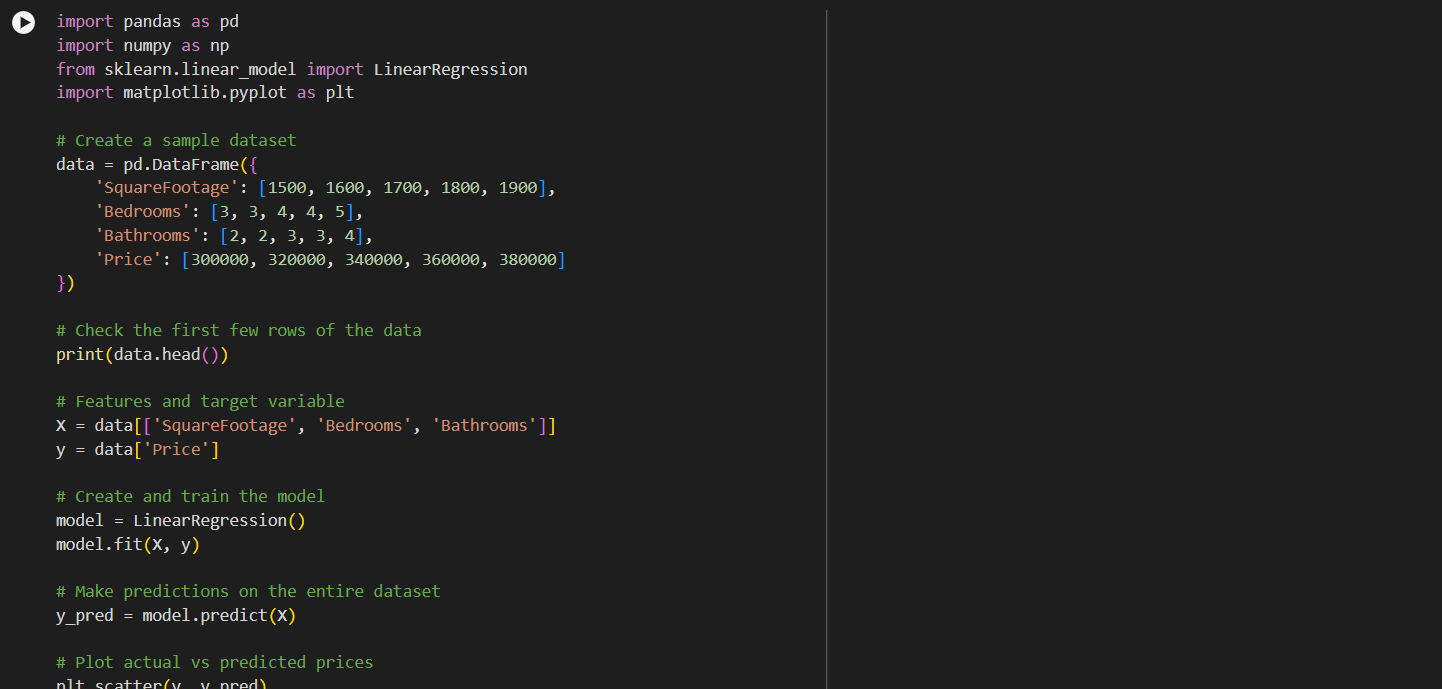 import pandas as pd
import numpy as np
from sklearn.linear_model import LinearRegression
import matplotlib.pyplot as plt

# Create a sample dataset
data = pd.DataFrame({
    'SquareFootage': [1500, 1600, 1700, 1800, 1900],
    'Bedrooms': [3, 3, 4, 4, 5],
    'Bathrooms': [2, 2, 3, 3, 4],
    'Price': [300000, 320000, 340000, 360000, 380000]
})

# Check the first few rows of the data
print(data.head())

# Features and target variable
X = data[['SquareFootage', 'Bedrooms', 'Bathrooms']]
y = data['Price']

# Create and train the model
model = LinearRegression()
model.fit(X, y)

# Make predictions on the entire dataset
y_pred = model.predict(X)

# Plot actual vs predicted prices
plt.scatter(y, y_pred)